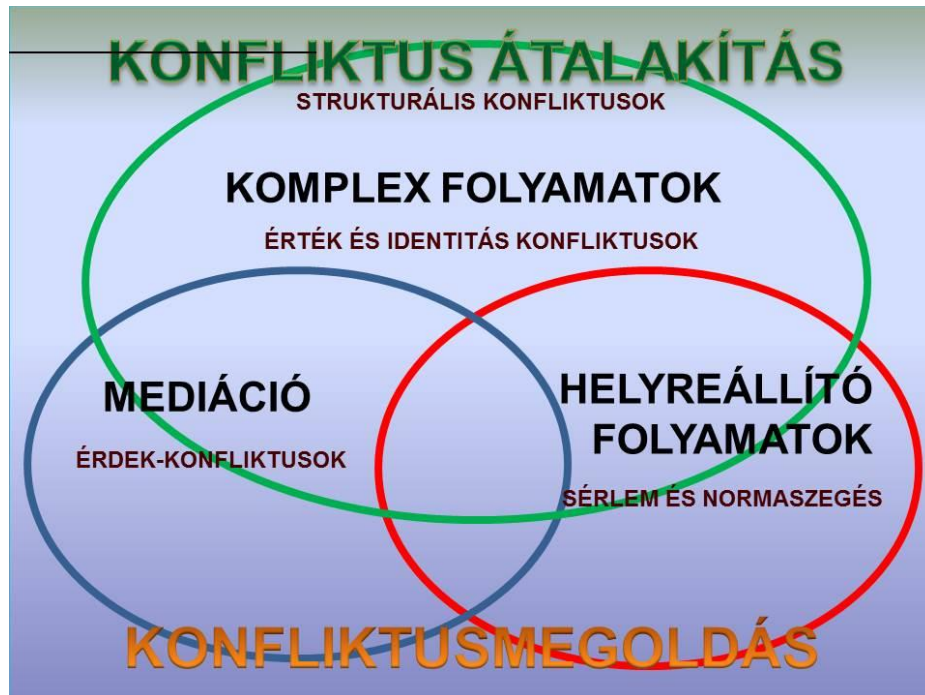 KONFLIKTUS ÁTALAKÍTÁS
STRUKTURÁLIS KONFLIKTUSOK
KOMPLEX FOLYAMATOK
ÉRTÉK ÉS IDENTITÁS KONFLIKTUSOK
MEDIÁCIÓ
ÉRDEK-KONFLIKTUSOK
HELYREÁLLÍTÓ
FOLYAMATOK
SÉRLEM ÉS NORMASZEGÉS
KONFLIKTUSMEGOLDÁS